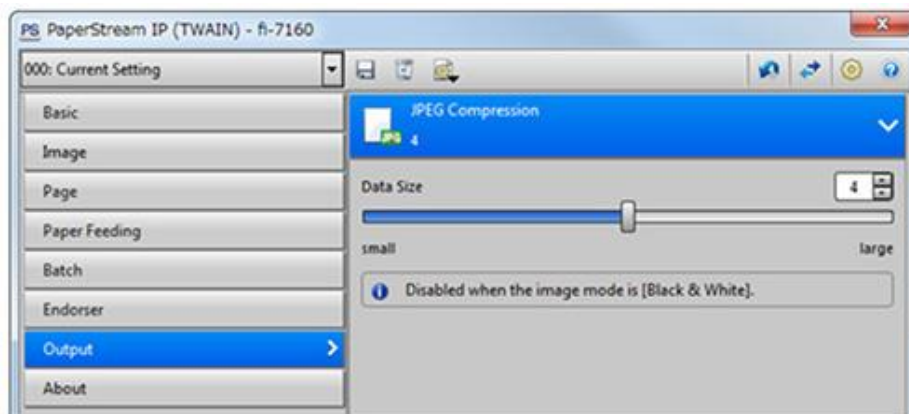 PS PaperStream IP (TWAIN) - fi-7160
000: Current Setting
Basic
Image
Page
Paper Feeding
Batch
Endorser
Output
About
JPEG Compression
JPG 4
Data Size 4
small large
Disabled when the image mode is [Black & White].